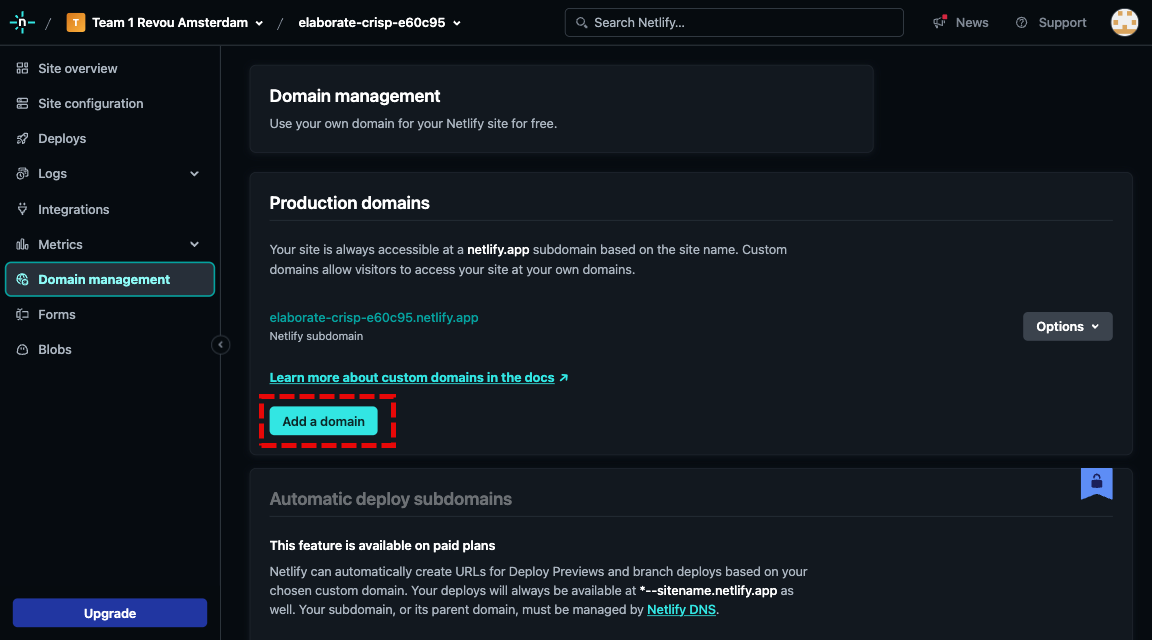 n / T Team 1 Revou Amsterdam / elaborate-crisp-e60c95 Search Netlify... News Support
Site overview
Site configuration
Deploys
Logs
Integrations
Metrics
Domain management
Forms
Blobs
Upgrade
Domain management
Use your own domain for your Netlify site for free.
Production domains
Your site is always accessible at a netlify.app subdomain based on the site name. Custom
domains allow visitors to access your site at your own domains.
elaborate-crisp-e60c95.netlify.app
Netlify subdomain
Options
Learn more about custom domains in the docs ↗
Add a domain
Automatic deploy subdomains
This feature is available on paid plans
Netlify can automatically create URLs for Deploy Previews and branch deploys based on your
chosen custom domain. Your deploys will always be available at *--sitename.netlify.app as
well. Your subdomain, or its parent domain, must be managed by Netlify DNS.